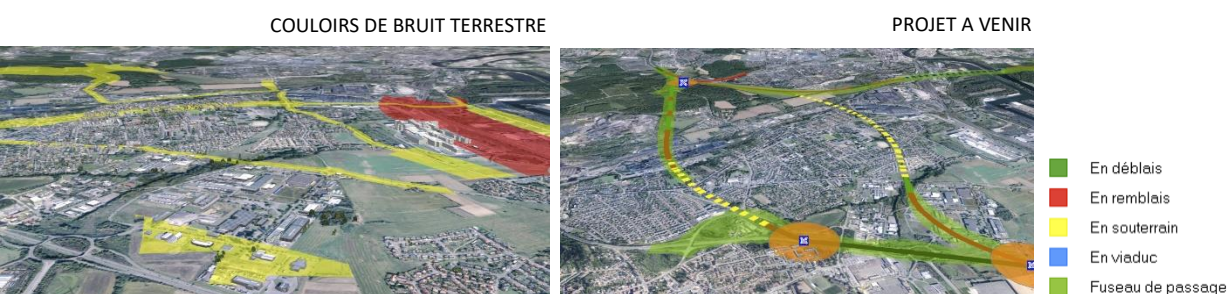 COULOIRS DE BRUIT TERRESTRE
PROJET A VENIR
En déblais
En remblais
En souterrain
En viaduc
Fuseau de passage